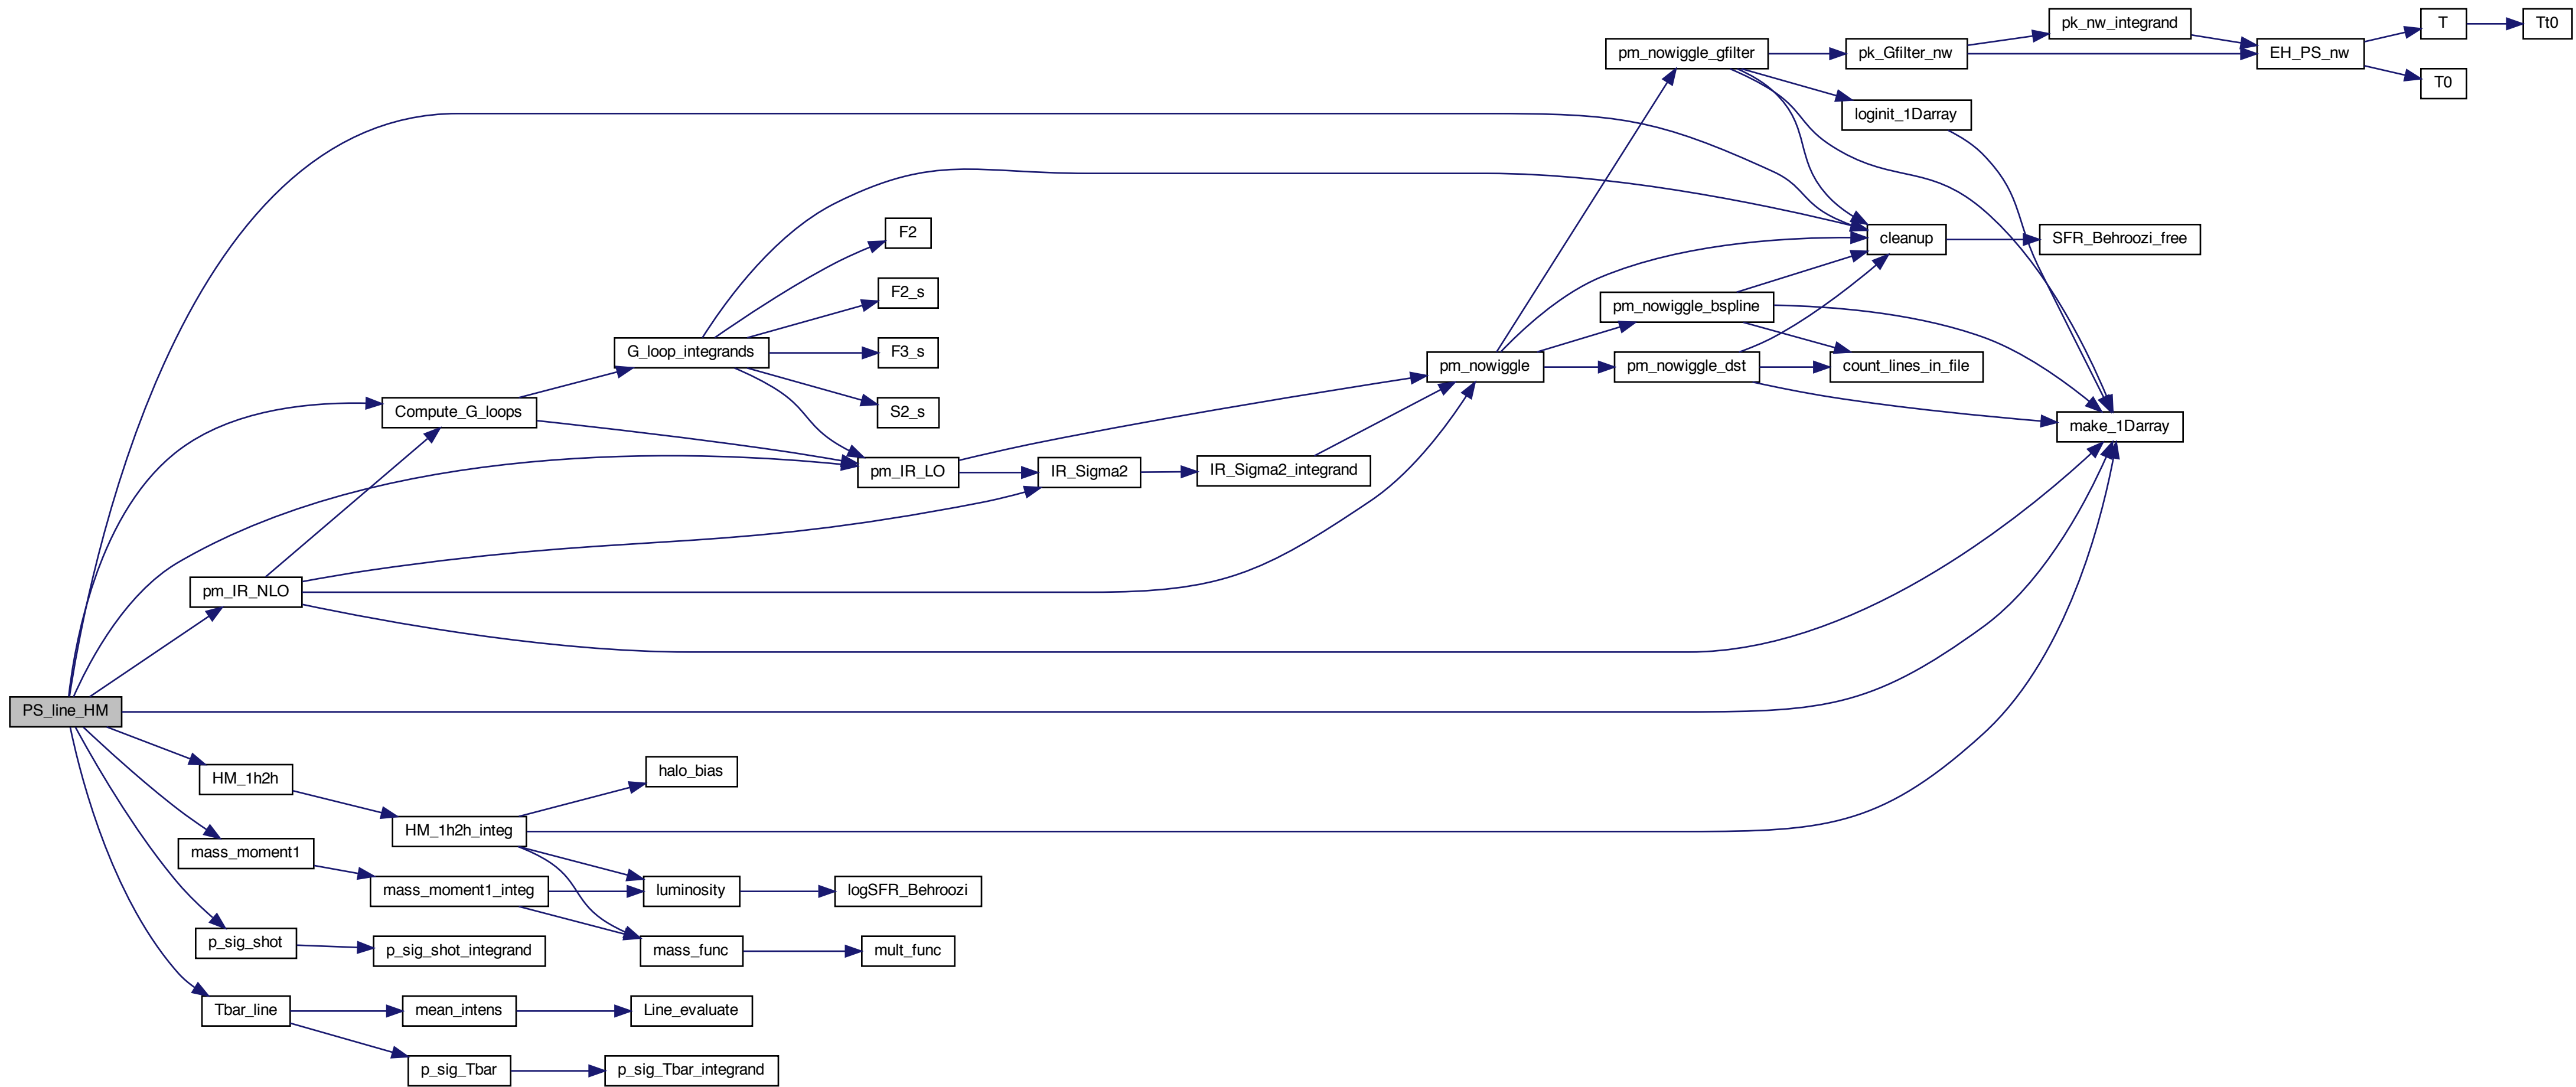 pk_nw_integrand
T
Tt0
pm_nowiggle_gfilter
pk_Gfilter_nw
EH_PS_nw
T0
loginit_1Darray
F2
cleanup
SFR_Behroozi_free
F2_s
pm_nowiggle_bspline
G_loop_integrands
F3_s
pm_nowiggle
pm_nowiggle_dst
count_lines_in_file
Compute_G_loops
S2_s
make_1Darray
pm_IR_LO
IR_Sigma2
IR_Sigma2_integrand
pm_IR_NLO
PS_line_HM
HM_1h2h
halo_bias
HM_1h2h_integ
mass_moment1
mass_moment1_integ
luminosity
logSFR_Behroozi
p_sig_shot
p_sig_shot_integrand
mass_func
mult_func
Tbar_line
mean_intens
Line_evaluate
p_sig_Tbar
p_sig_Tbar_integrand